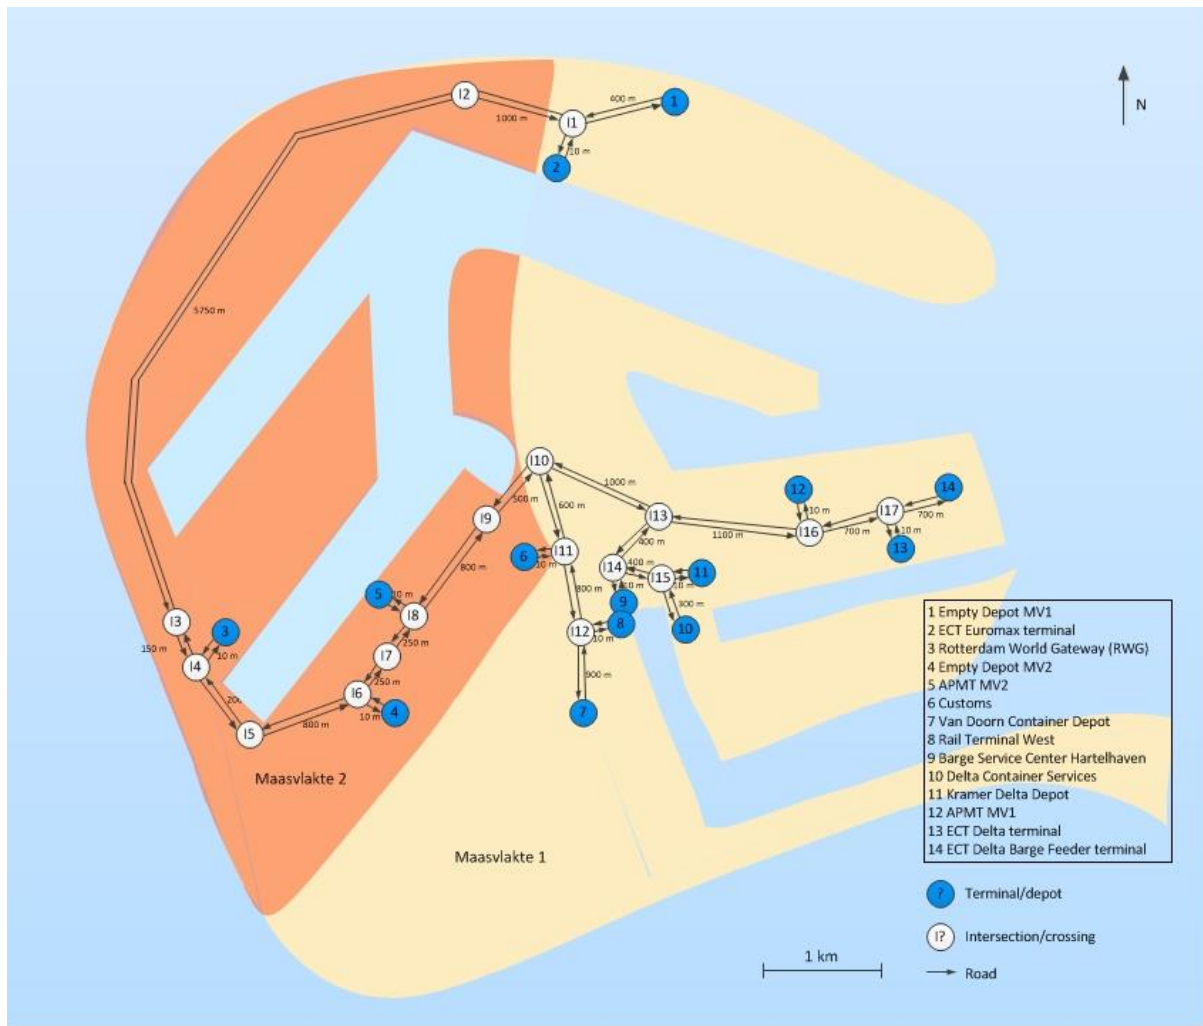 I2
400 m
1
1000 m
I1
N
10 m
2
5750 m
I10
1000 m
12
14
500 m
600 m
10 m
I17
700 m
I9
I13
1100 m
I16
700 m
10 m
13
400 m
6
I11
10 m
800 m
I14
400 m
I15
11
10 m
10 m
5
10 m
I8
800 m
9
300 m
I3
3
8
10
150 m
10 m
250 m
I12
10 m
I4
I7
250 m
900 m
I6
10 m
4
7
I5
800 m
Maasvlakte 2
Maasvlakte 1
1 Empty Depot MV1
2 ECT Euromax terminal
3 Rotterdam World Gateway (RWG)
4 Empty Depot MV2
5 APMT MV2
6 Customs
7 Van Doorn Container Depot
8 Rail Terminal West
9 Barge Service Center Hartelhaven
10 Delta Container Services
11 Kramer Delta Depot
12 APMT MV1
13 ECT Delta terminal
14 ECT Delta Barge Feeder terminal
? Terminal/depot
I? Intersection/crossing
Road
1 km